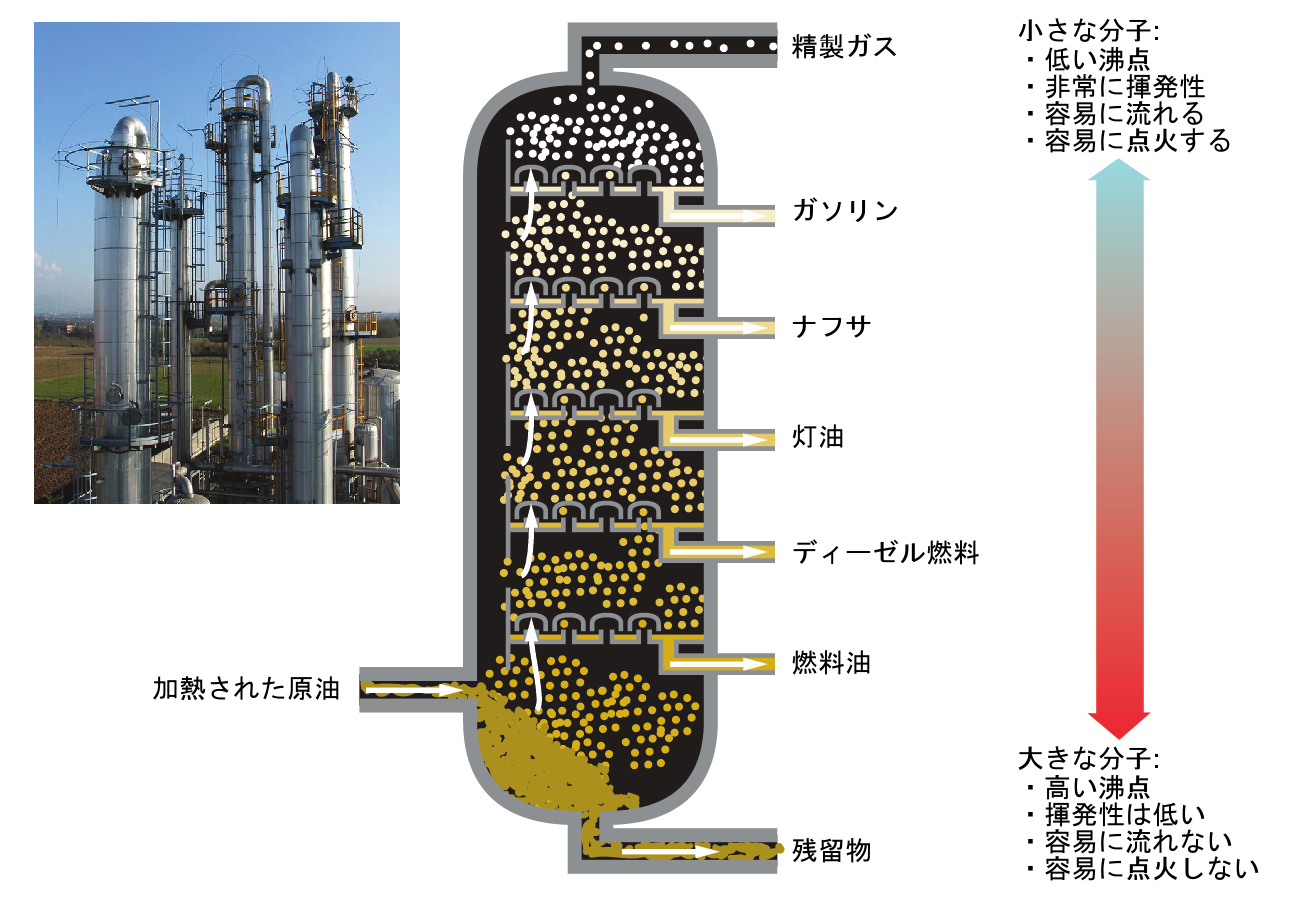 精製ガス
ガソリン
ナフサ
灯油
ディーゼル燃料
燃料油
加熱された原油
残留物
小さな分子:
・低い沸点
・非常に揮発性
・容易に流れる
・容易に点火する
大きな分子:
・高い沸点
・揮発性は低い
・容易に流れない
・容易に点火しない